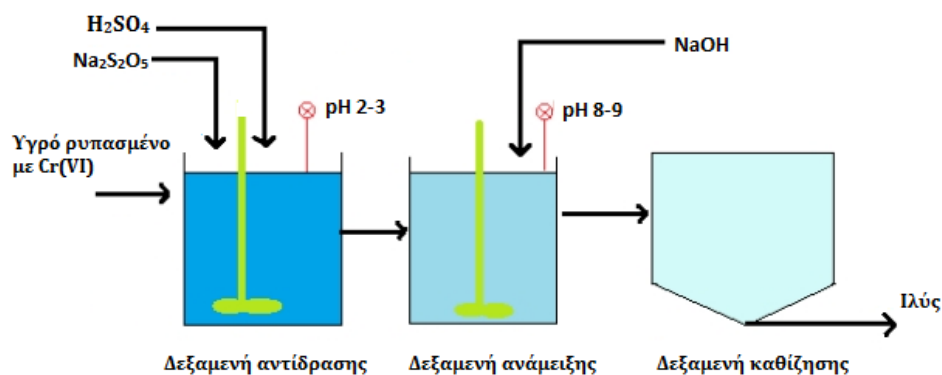 H₂SO₄
Na₂S₂O₅
NaOH
pH 2-3
pH 8-9
Υγρό ρυπασμένο
με Cr(VI)
Ιλύς
Δεξαμενή αντίδρασης
Δεξαμενή ανάμειξης
Δεξαμενή καθίζησης